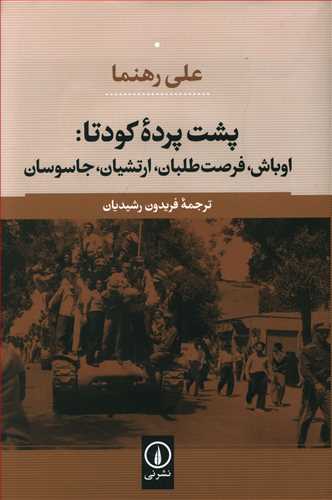 علی رهنما
پشت پردهٔ کودتا:
اوباش، فرصت‌طلبان، ارتشیان، جاسوسان
ترجمهٔ فریدون رشیدیان
نشرنی